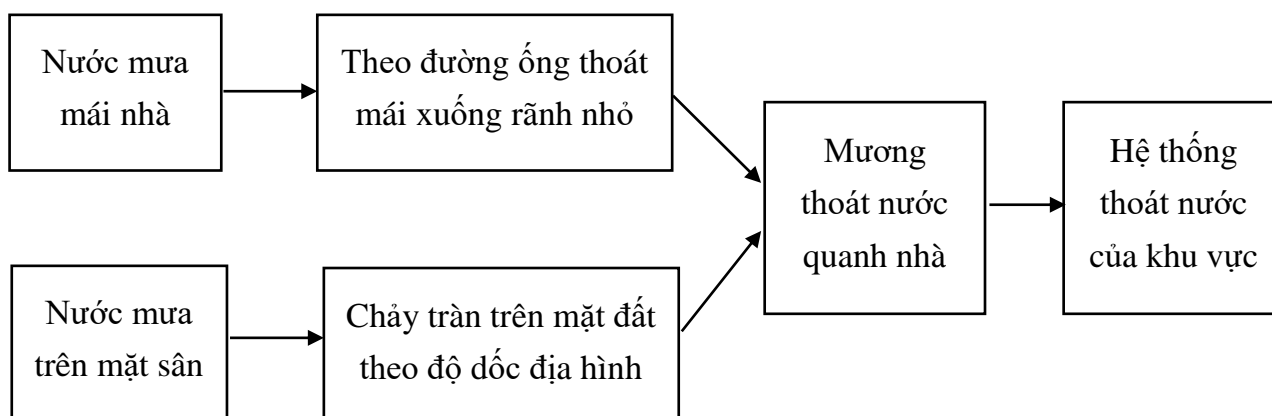 Nước mưa
mái nhà
Theo đường ống thoát
mái xuống rãnh nhỏ
Nước mưa
trên mặt sân
Chảy tràn trên mặt đất
theo độ dốc địa hình
Mương
thoát nước
quanh nhà
Hệ thống
thoát nước
của khu vực